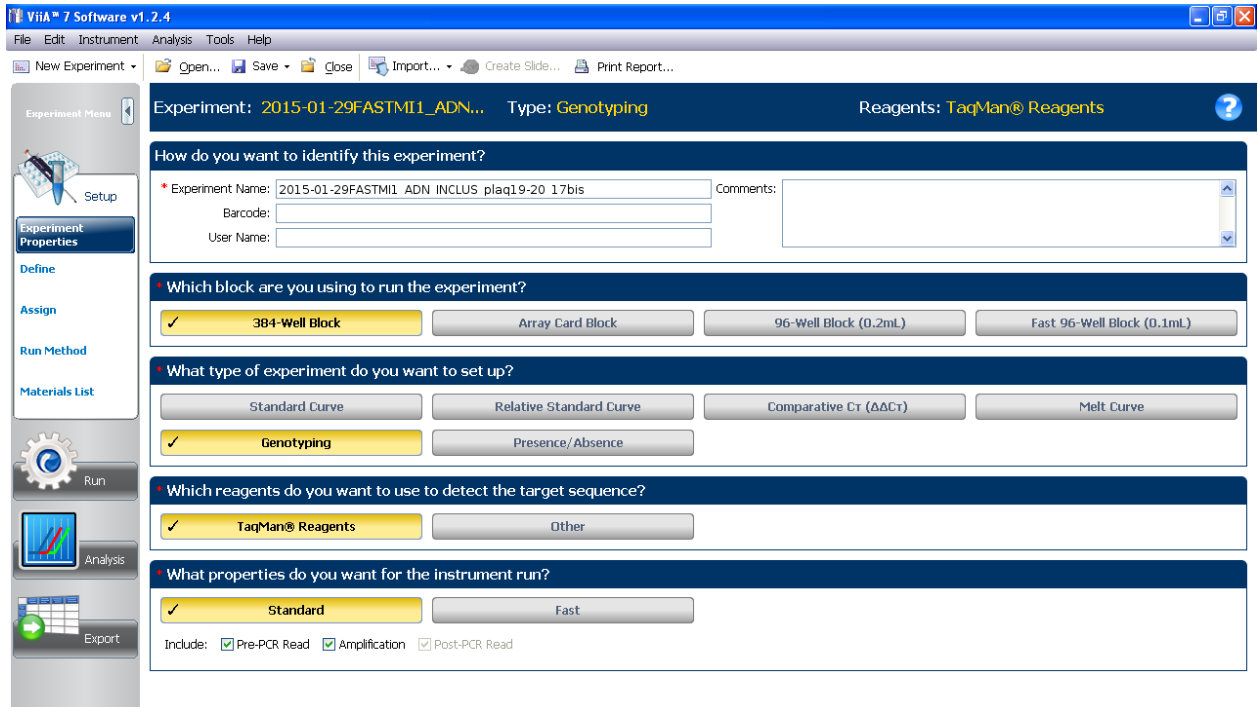 ViiA™ 7 Software v1.2.4
File Edit Instrument Analysis Tools Help
New Experiment Open... Save Close Import... Create Slide... Print Report...
Experiment Menu
Experiment: 2015-01-29FASTMI1_ADN... Type: Genotyping Reagents: TaqMan® Reagents ?
Setup
Experiment Properties
Define
Assign
Run Method
Materials List
Run
Analysis
Export
How do you want to identify this experiment?
* Experiment Name: 2015-01-29FASTMI1 ADN INCLUS plaq19-20 17bis Comments:
Barcode:
User Name:
* Which block are you using to run the experiment?
✓ 384-Well Block Array Card Block 96-Well Block (0.2mL) Fast 96-Well Block (0.1mL)
* What type of experiment do you want to set up?
Standard Curve Relative Standard Curve Comparative CT (ΔΔCT) Melt Curve
✓ Genotyping Presence/Absence
* Which reagents do you want to use to detect the target sequence?
✓ TaqMan® Reagents Other
* What properties do you want for the instrument run?
✓ Standard Fast
Include: Pre-PCR Read Amplification Post-PCR Read